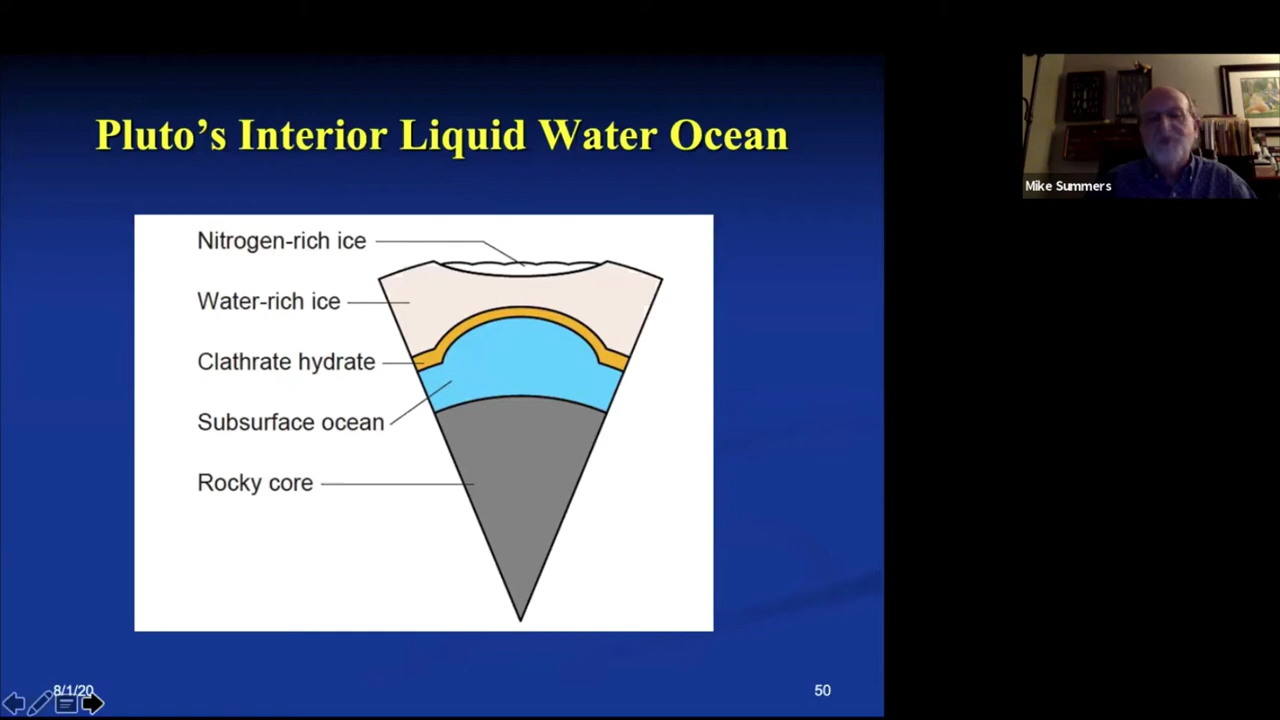 Pluto's Interior Liquid Water Ocean
Mike Summers
Nitrogen-rich ice
Water-rich ice
Clathrate hydrate
Subsurface ocean
Rocky core
8/1/20
50